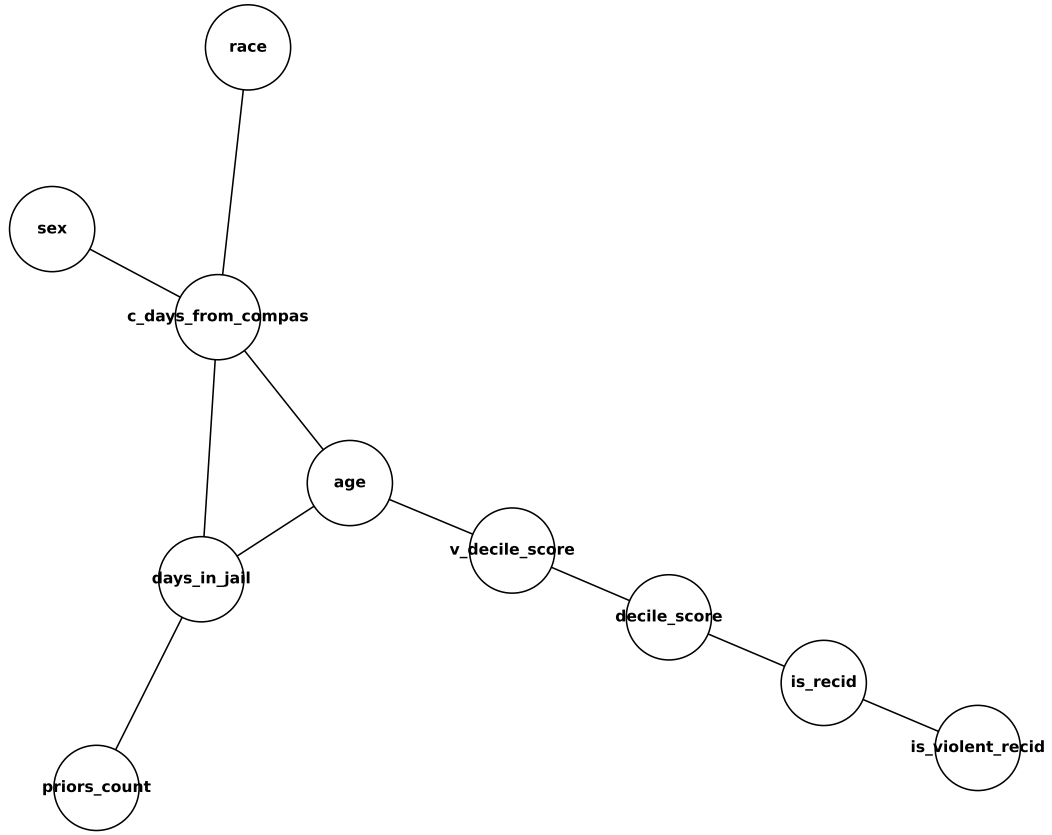 race
sex
c_days_from_compas
age
v_decile_score
days_in_jail
decile_score
is_recid
is_violent_recid
priors_count